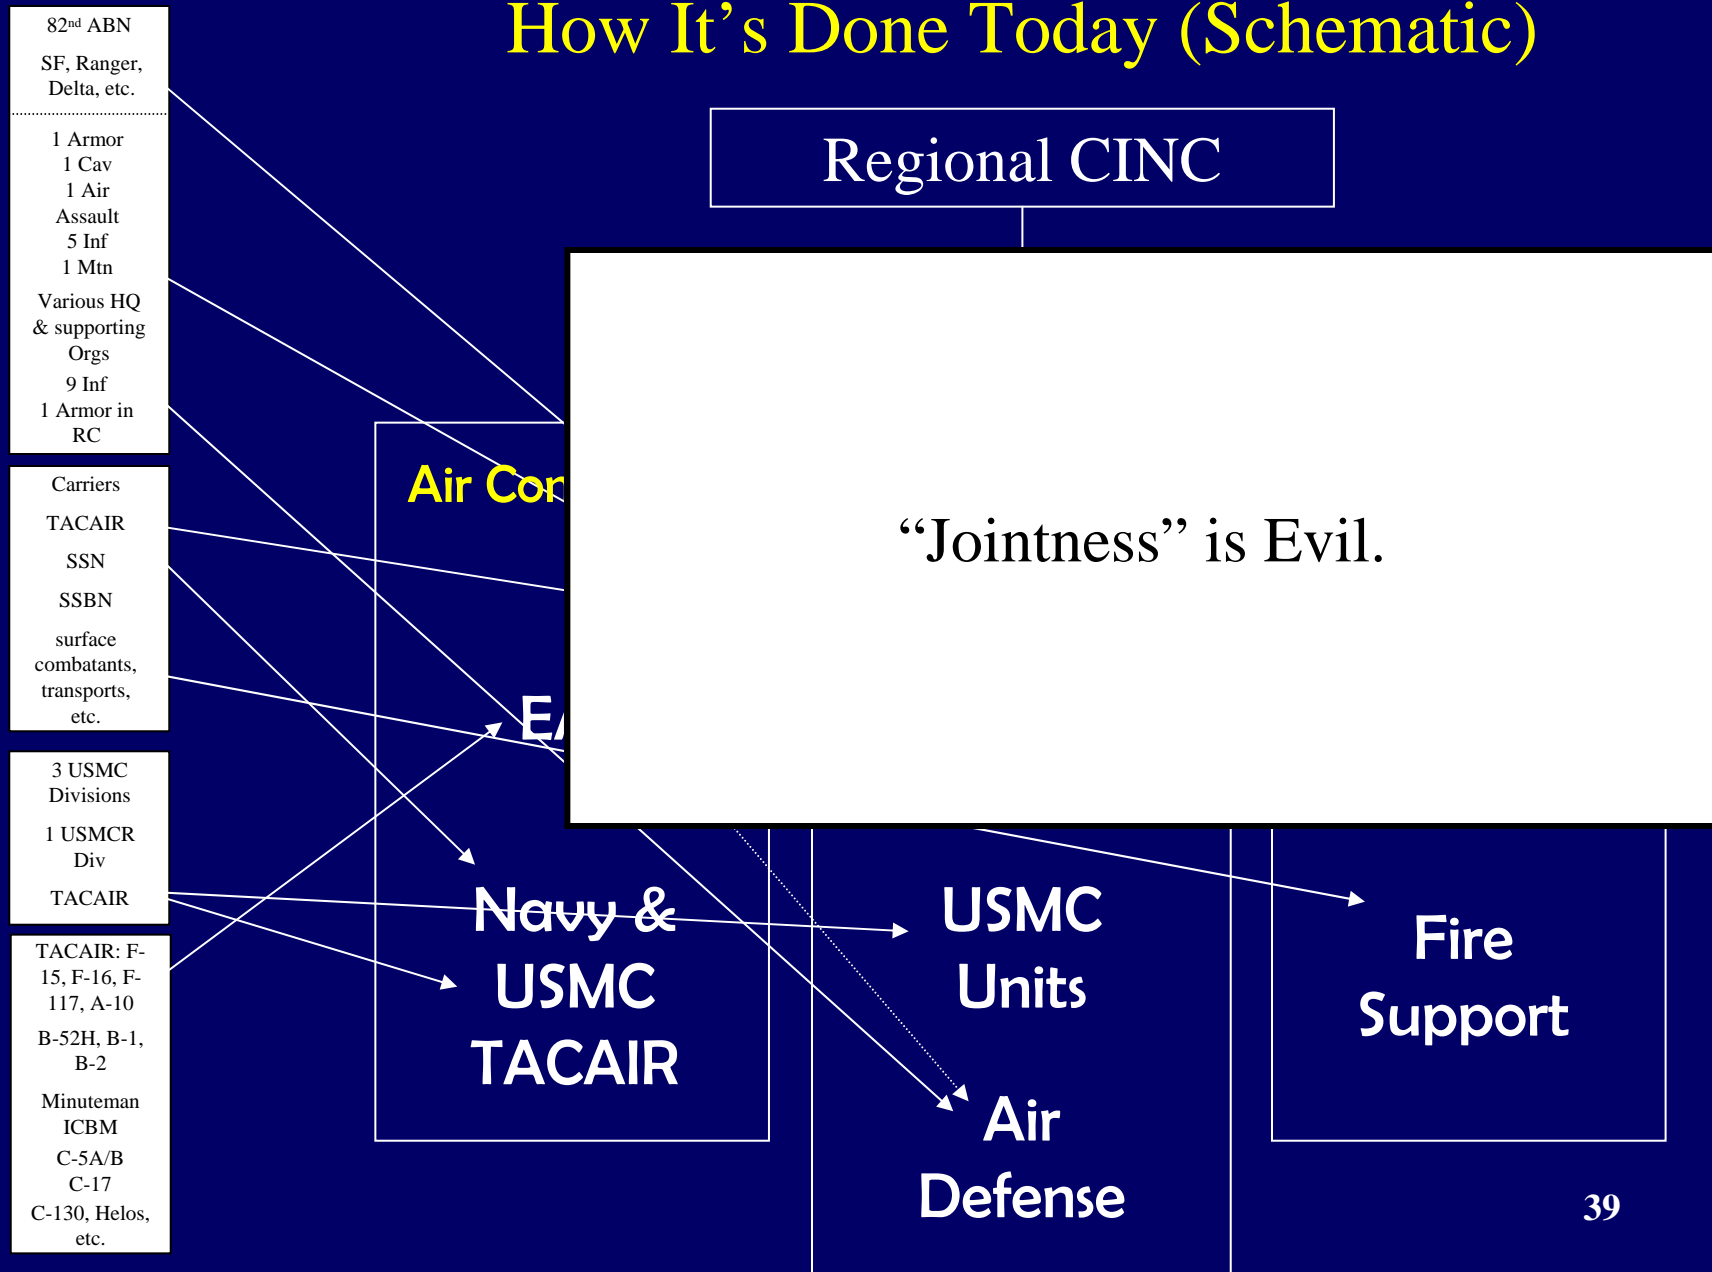 How It’s Done Today (Schematic)
82nd ABN
SF, Ranger,
Delta, etc.
1 Armor
1 Cav
1 Air
Assault
5 Inf
1 Mtn
Various HQ
& supporting
Orgs
9 Inf
1 Armor in
RC
Carriers
TACAIR
SSN
SSBN
surface
combatants,
transports,
etc.
3 USMC
Divisions
1 USMCR
Div
TACAIR
TACAIR: F-
15, F-16, F-
117, A-10
B-52H, B-1,
B-2
Minuteman
ICBM
C-5A/B
C-17
C-130, Helos,
etc.
Regional CINC
“Jointness” is Evil.
Air
Navy &
USMC
TACAIR
USMC
Units
Air
Defense
Fire
Support
39